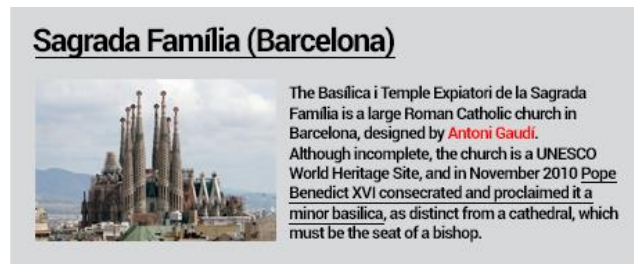 Sagrada Família (Barcelona)
The Basílica i Temple Expiatori de la Sagrada
Família is a large Roman Catholic church in
Barcelona, designed by Antoni Gaudí.
Although incomplete, the church is a UNESCO
World Heritage Site, and in November 2010 Pope
Benedict XVI consecrated and proclaimed it a
minor basilica, as distinct from a cathedral, which
must be the seat of a bishop.